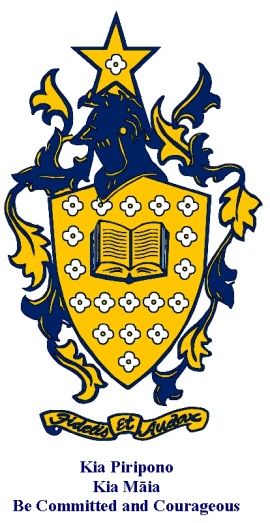 Fidelis Et Audax
Kia Piripono
Kia Māia
Be Committed and Courageous